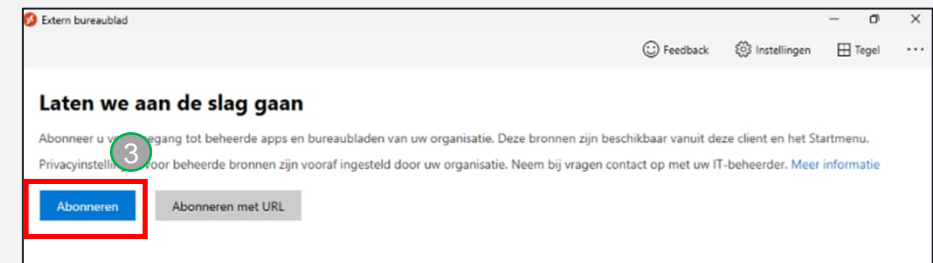 Extern bureaublad
Feedback Instellingen Tegel
Laten we aan de slag gaan
Abonneer u egang tot beheerde apps en bureaubladen van uw organisatie. Deze bronnen zijn beschikbaar vanuit deze client en het Startmenu.
3
oor beheerde bronnen zijn vooraf ingesteld door uw organisatie. Neem bij vragen contact op met uw IT-beheerder. Meer informatie
Abonneren Abonneren met URL